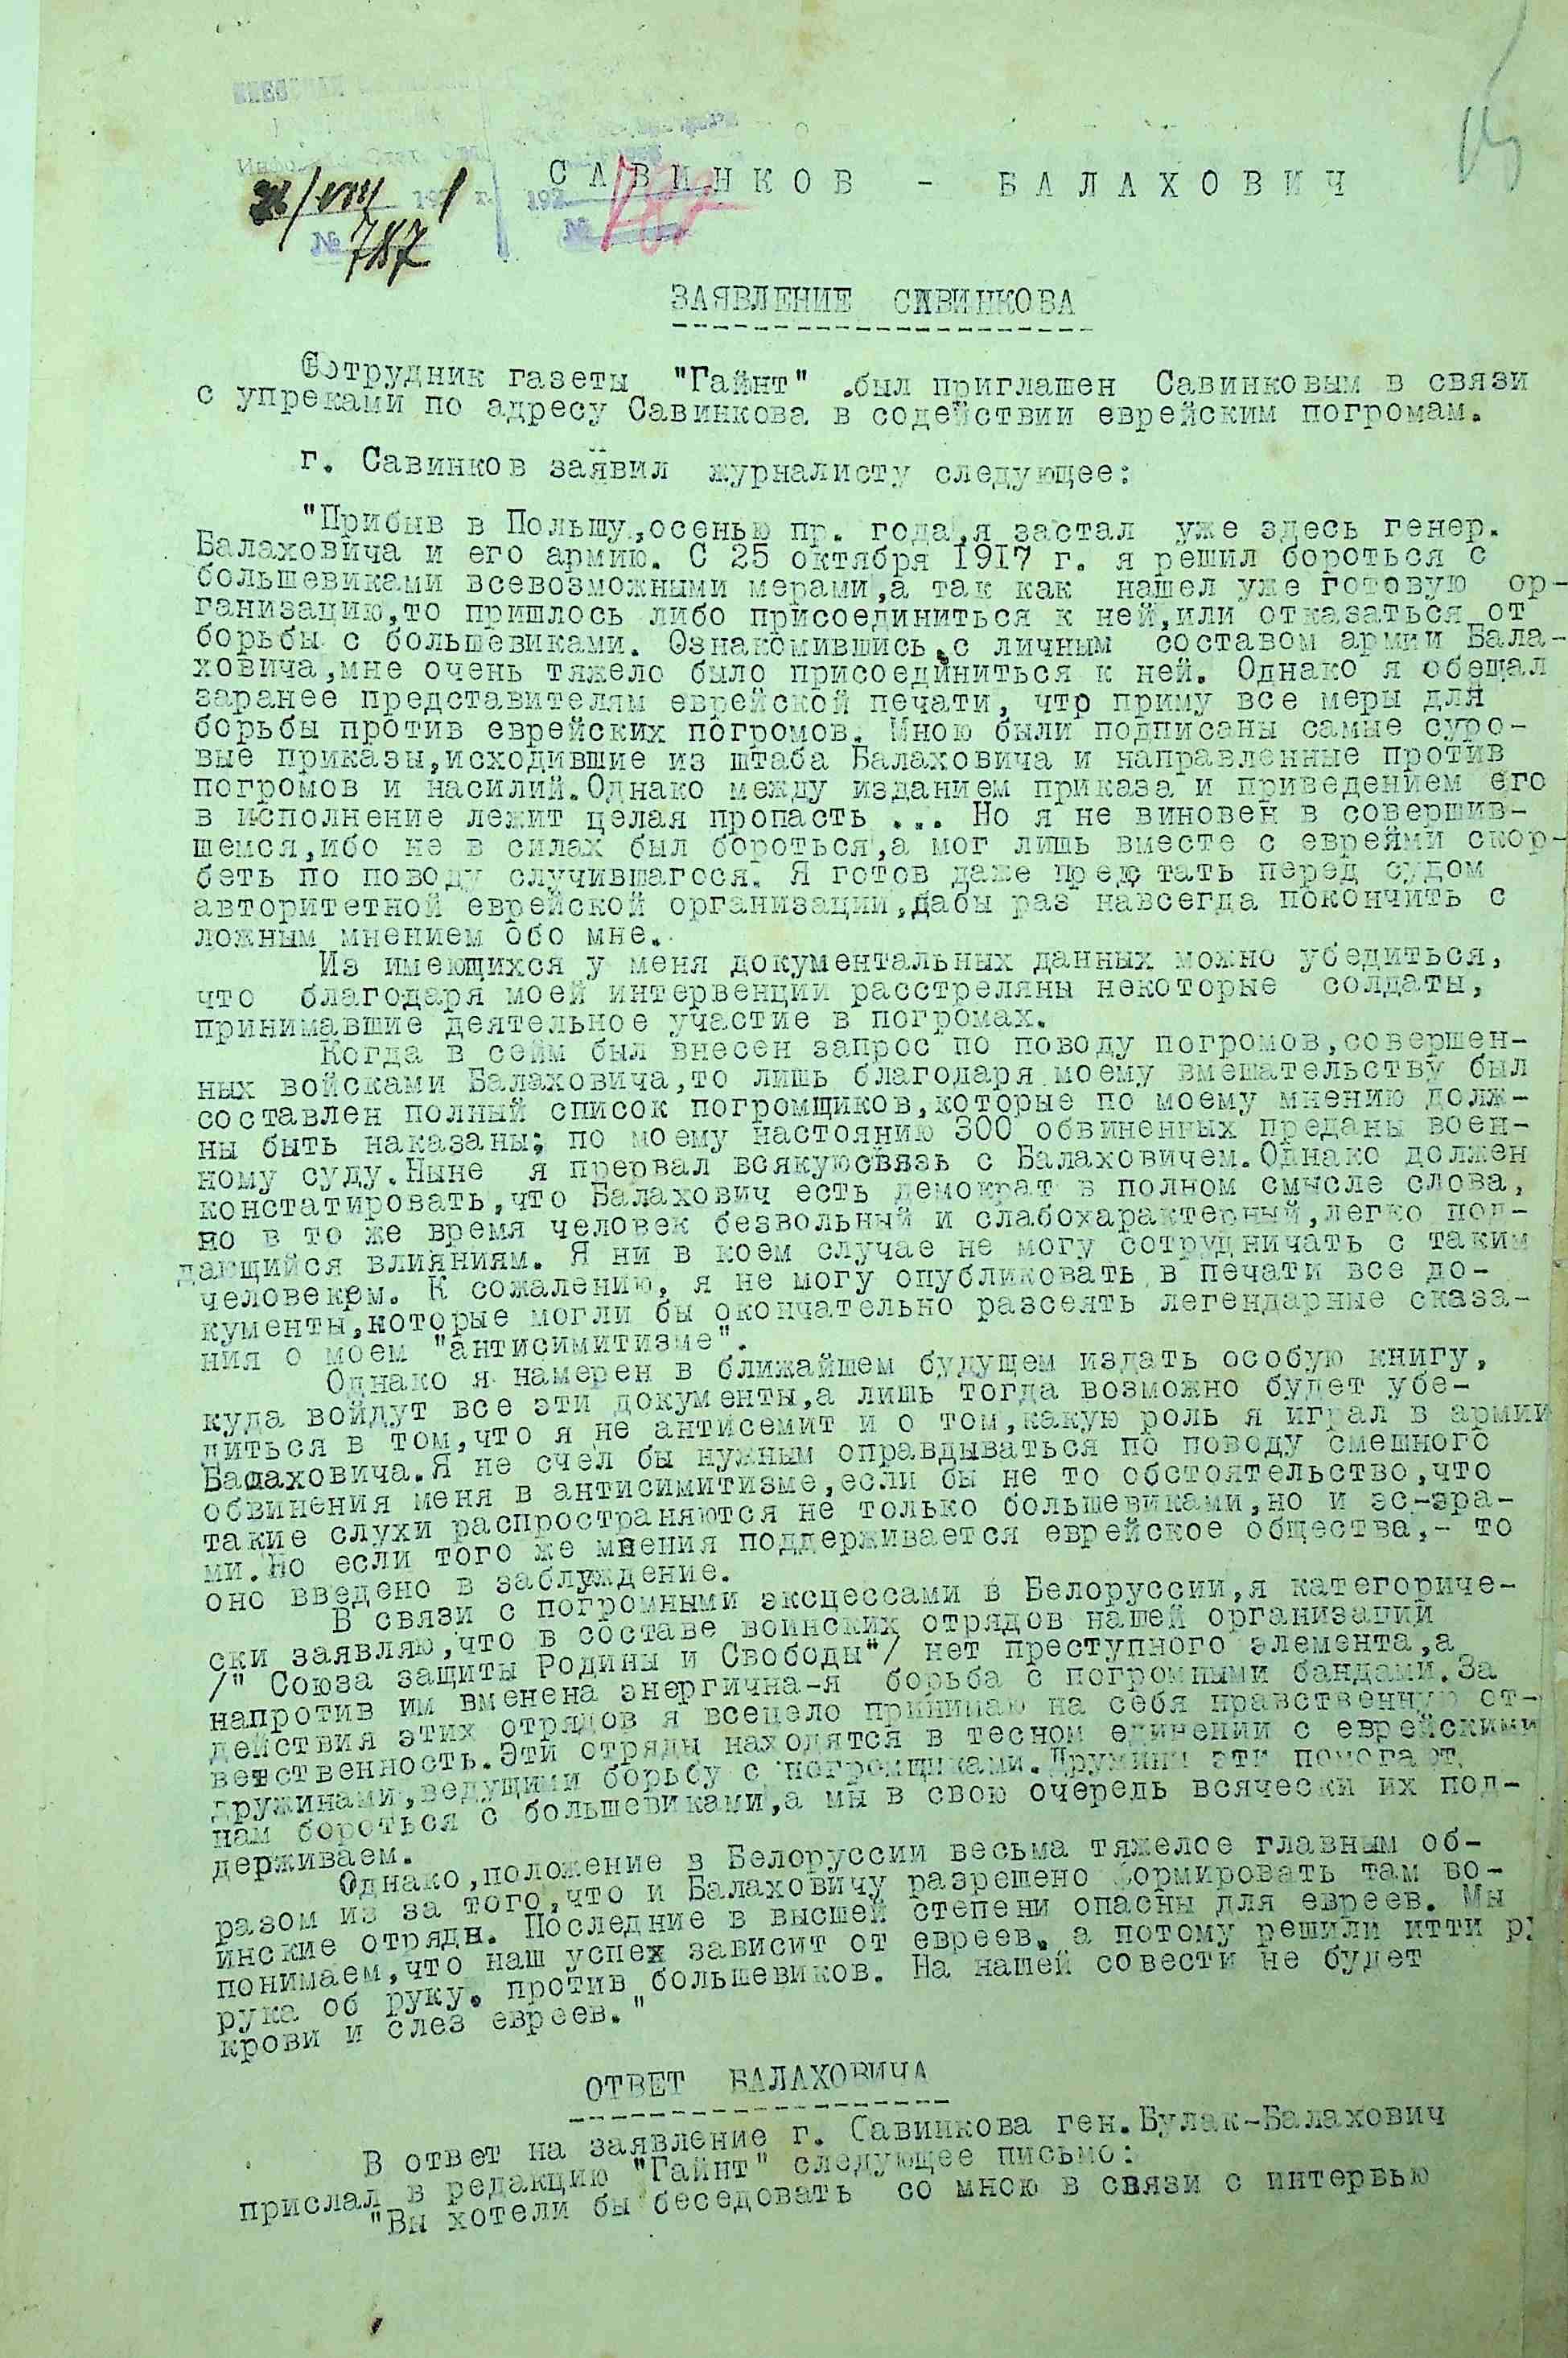 787
САВИНКОВ - БАЛАХОВИЧ
ЗАЯВЛЕНИЕ САВИНКОВА
Сотрудник газеты "Гайнт" был приглашен Савинковым в связи
с упреками по адресу Савинкова в содействии еврейским погромам.
г. Савинков заявил журналисту следующее:
"Прибыв в Польшу,осенью пр. года,я застал уже здесь генер.
Балаховича и его армию. С 25 октября 1917 г. я решил бороться с
большевиками всевозможными мерами,а так как нашел уже готовую ор-
ганизацию,то пришлось либо присоединиться к ней,или отказаться от
борьбы с большевиками. Ознакомившись с личным составом армии Бала-
ховича,мне очень тяжело было присоединиться к ней. Однако я обещал
заранее представителям еврейской печати, что приму все меры для
борьбы против еврейских погромов. Мною были подписаны самые суро-
вые приказы,исходившие из штаба Балаховича и направленные против
погромов и насилий.Однако между изданием приказа и приведением его
в исполнение лежит целая пропасть ... Но я не виновен в совершив-
шемся,ибо не в силах был бороться,а мог лишь вместе с евреями скор-
беть по поводу случившагося. Я готов даже предстать перед судом
авторитетной еврейской организации,дабы раз навсегда покончить с
ложным мнением обо мне.
Из имеющихся у меня документальных данных можно убедиться,
что благодаря моей интервенции расстреляны некоторые солдаты,
принимавшие деятельное участие в погромах.
Когда в сейм был внесен запрос по поводу погромов,совершен-
ных войсками Балаховича,то лишь благодаря моему вмешательству был
составлен полный список погромщиков,которые по моему мнению долж-
ны быть наказаны; по моему настоянию 300 обвиненных преданы воен-
ному суду.Ныне я прервал всякуюсвязь с Балаховичем.Однако должен
констатировать,что Балахович есть демократ в полном смысле слова,
но в то же время человек безвольный и слабохарактерный,легко под-
дающийся влияниям. Я ни в коем случае не могу сотрудничать с таким
человеком. К сожалению, я не могу опубликовать в печати все до-
кументы,которые могли бы окончательно разсеять легендарные сказа-
ния о моем "антисимитизме".
Однако я намерен в ближайшем будущем издать особую книгу,
куда войдут все эти документы,а лишь тогда возможно будет убе-
диться в том,что я не антисемит и о том,какую роль я играл в армии
Балаховича.Я не счел бы нужным оправдываться по поводу смешного
обвинения меня в антисимитизме,если бы не то обстоятельство,что
такие слухи распространяются не только большевиками,но и эс-эра-
ми.Но если того же мнения поддерживается еврейское общества,- то
оно введено в заблуждение.
В связи с погромными эксцессами в Белоруссии,я категориче-
ски заявляю,что в составе воинских отрядов нашей организаций
/" Союза защиты Родины и Свободы"/ нет преступного элемента,а
напротив им вменена энергична-я борьба с погромными бандами.За
действия этих отрядов я всецело принимаю на себя нравственную от-
ветственность.Эти отряды находятся в тесном единении с еврейскими
дружинами,ведущими борьбу с погромщиками.Дружины эти помогают
нам бороться с большевиками,а мы в свою очередь всячески их под-
держиваем.
Однако,положение в Белоруссии весьма тяжелое главным об-
разом из за того,что и Балаховичу разрешено формировать там во-
инские отряды. Последние в высшей степени опасны для евреев. Мы
понимаем,что наш успех зависит от евреев. а потому решили итти
рука об руку. против большевиков. На нашей совести не будет
крови и слез евреев."
ОТВЕТ БАЛАХОВИЧА
В ответ на заявление г. Савинкова ген.Булак-Балахович
прислал в редакцию "Гайнт" следующее письмо:
"Вы хотели бы беседовать со мною в связи с интервью